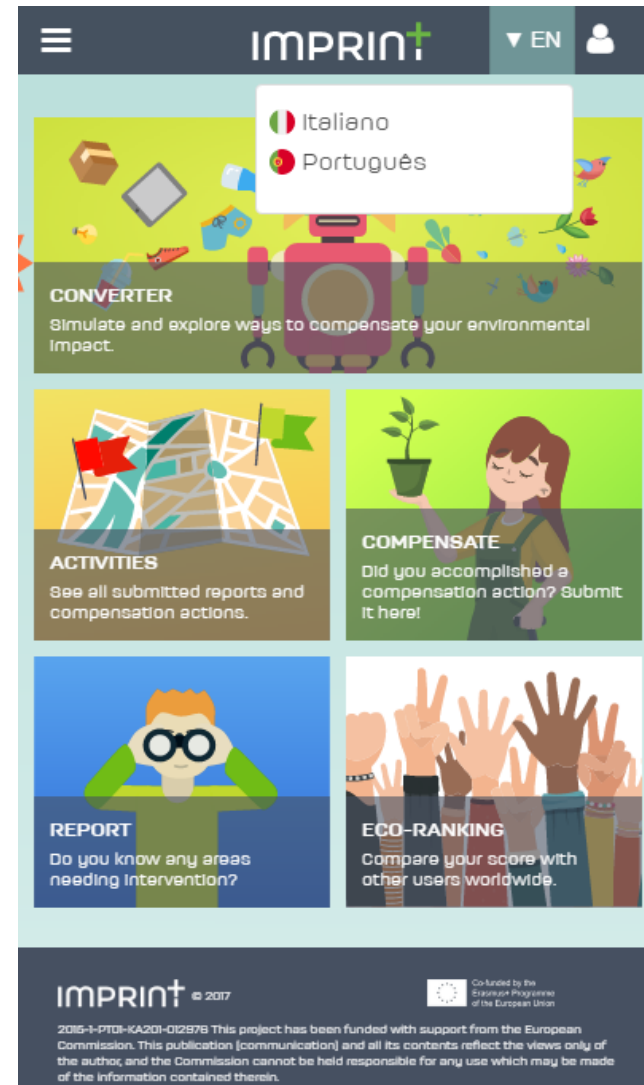 IMPRINT+
▼ EN
Italiano
Português
CONVERTER
Simulate and explore ways to compensate your environmental
impact.
ACTIVITIES
See all submitted reports and
compensation actions.
COMPENSATE
Did you accomplished a
compensation action? Submit
it here!
REPORT
Do you know any areas
needing intervention?
ECO-RANKING
Compare your score with
other users worldwide.
IMPRINT+ © 2017
Co-funded by the
Erasmus+ Programme
of the European Union
2016-1-PT01-KA201-012976 This project has been funded with support from the European
Commission. This publication [communication] and all its contents reflect the views only of
the author, and the Commission cannot be held responsible for any use which may be made
of the information contained therein.